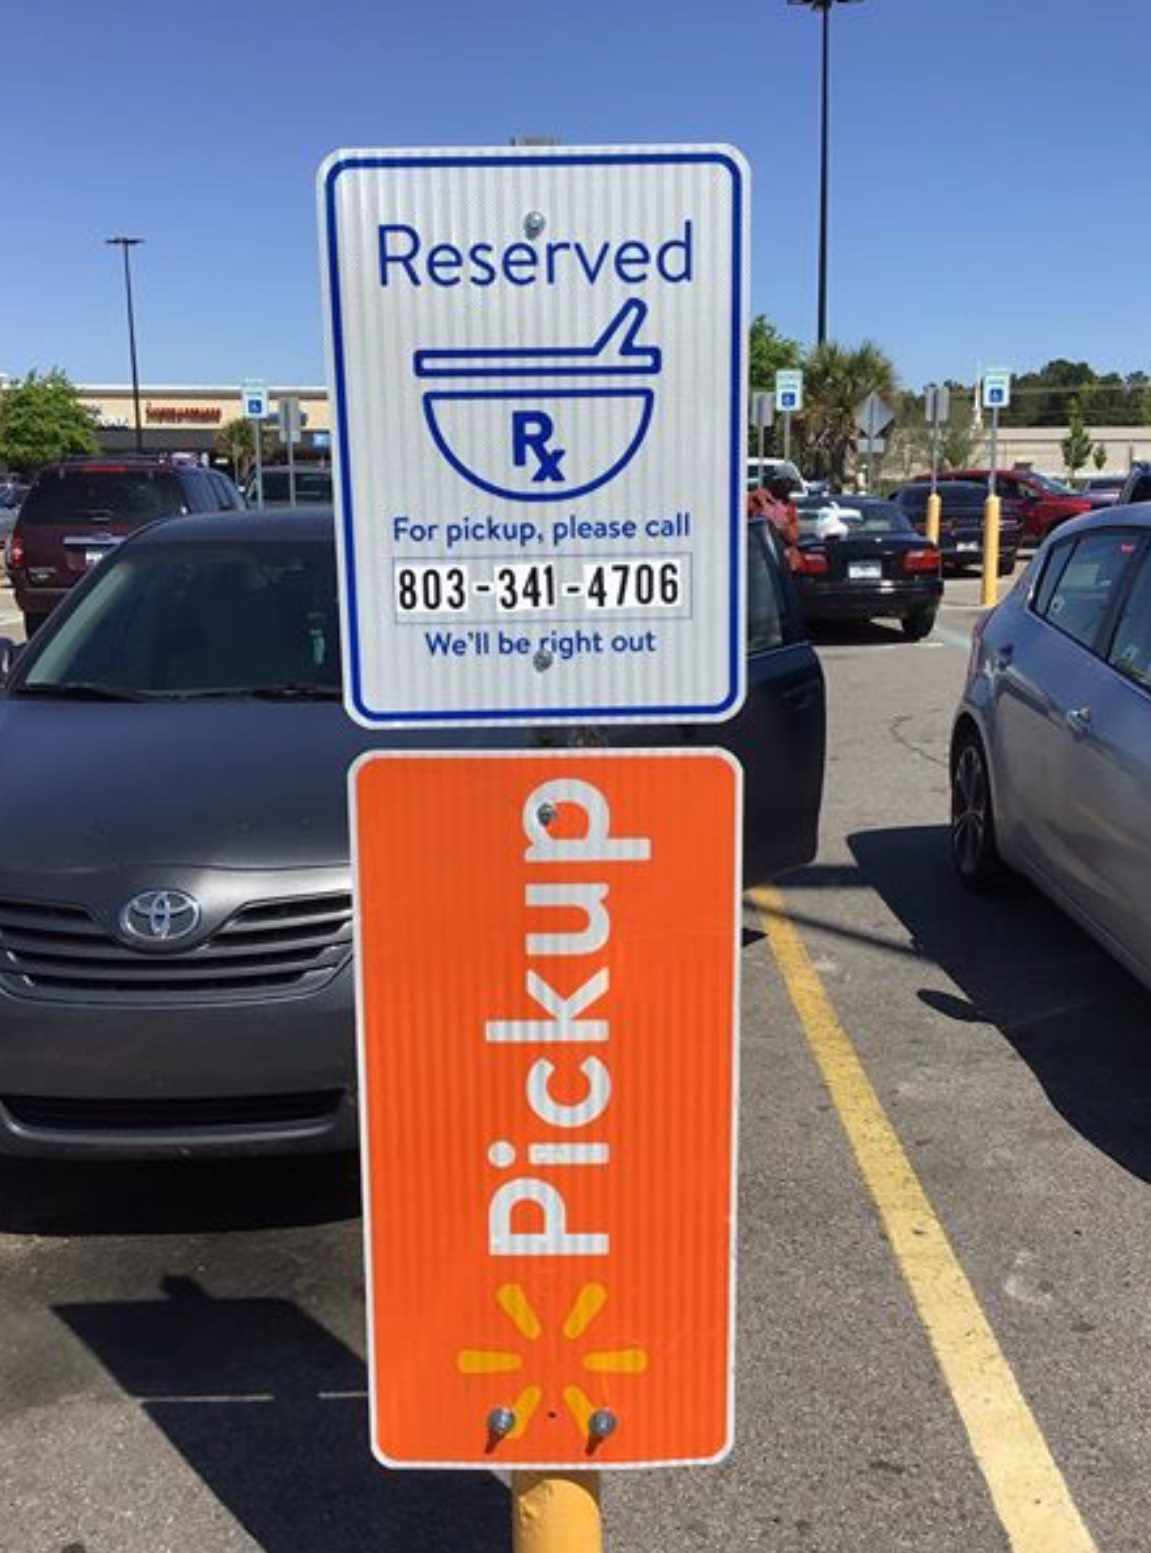 Reserved
Rx
For pickup, please call
803-341-4706
We'll be right out
Pickup